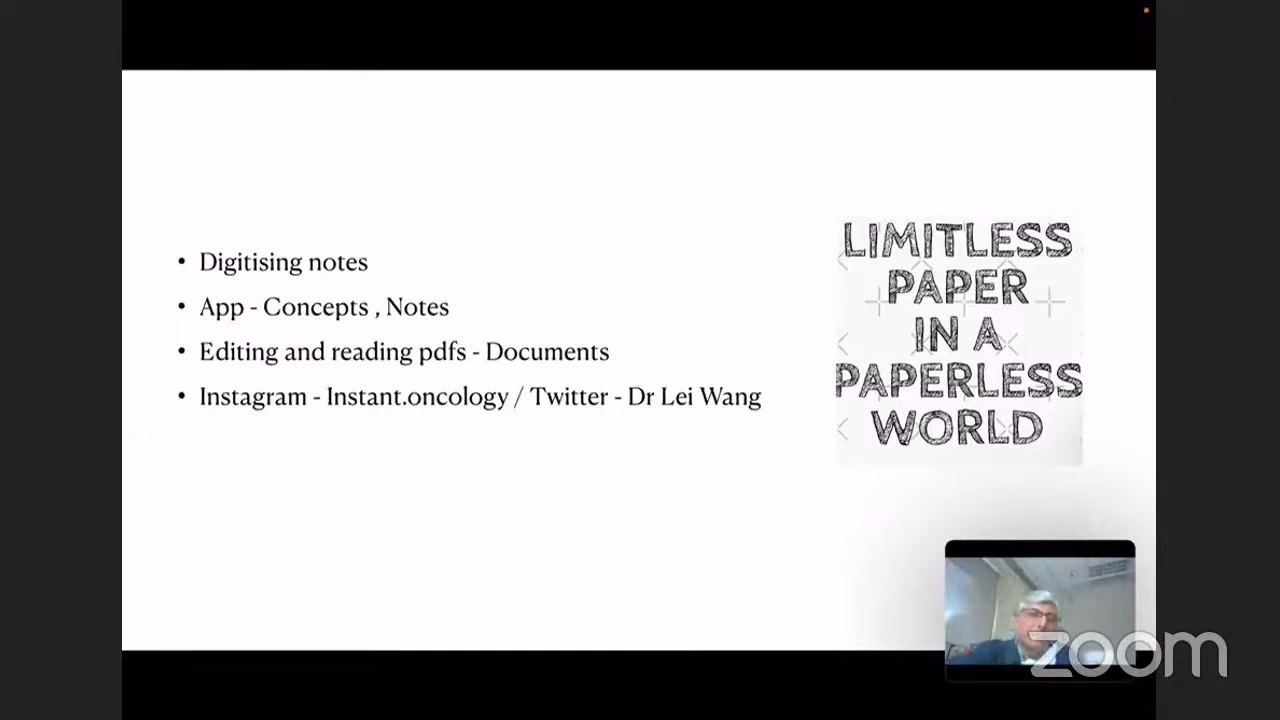 • Digitising notes
• App - Concepts , Notes
• Editing and reading pdfs - Documents
• Instagram - Instant.oncology / Twitter - Dr Lei Wang
LIMITLESS
PAPER
IN A
PAPERLESS
WORLD
zoom